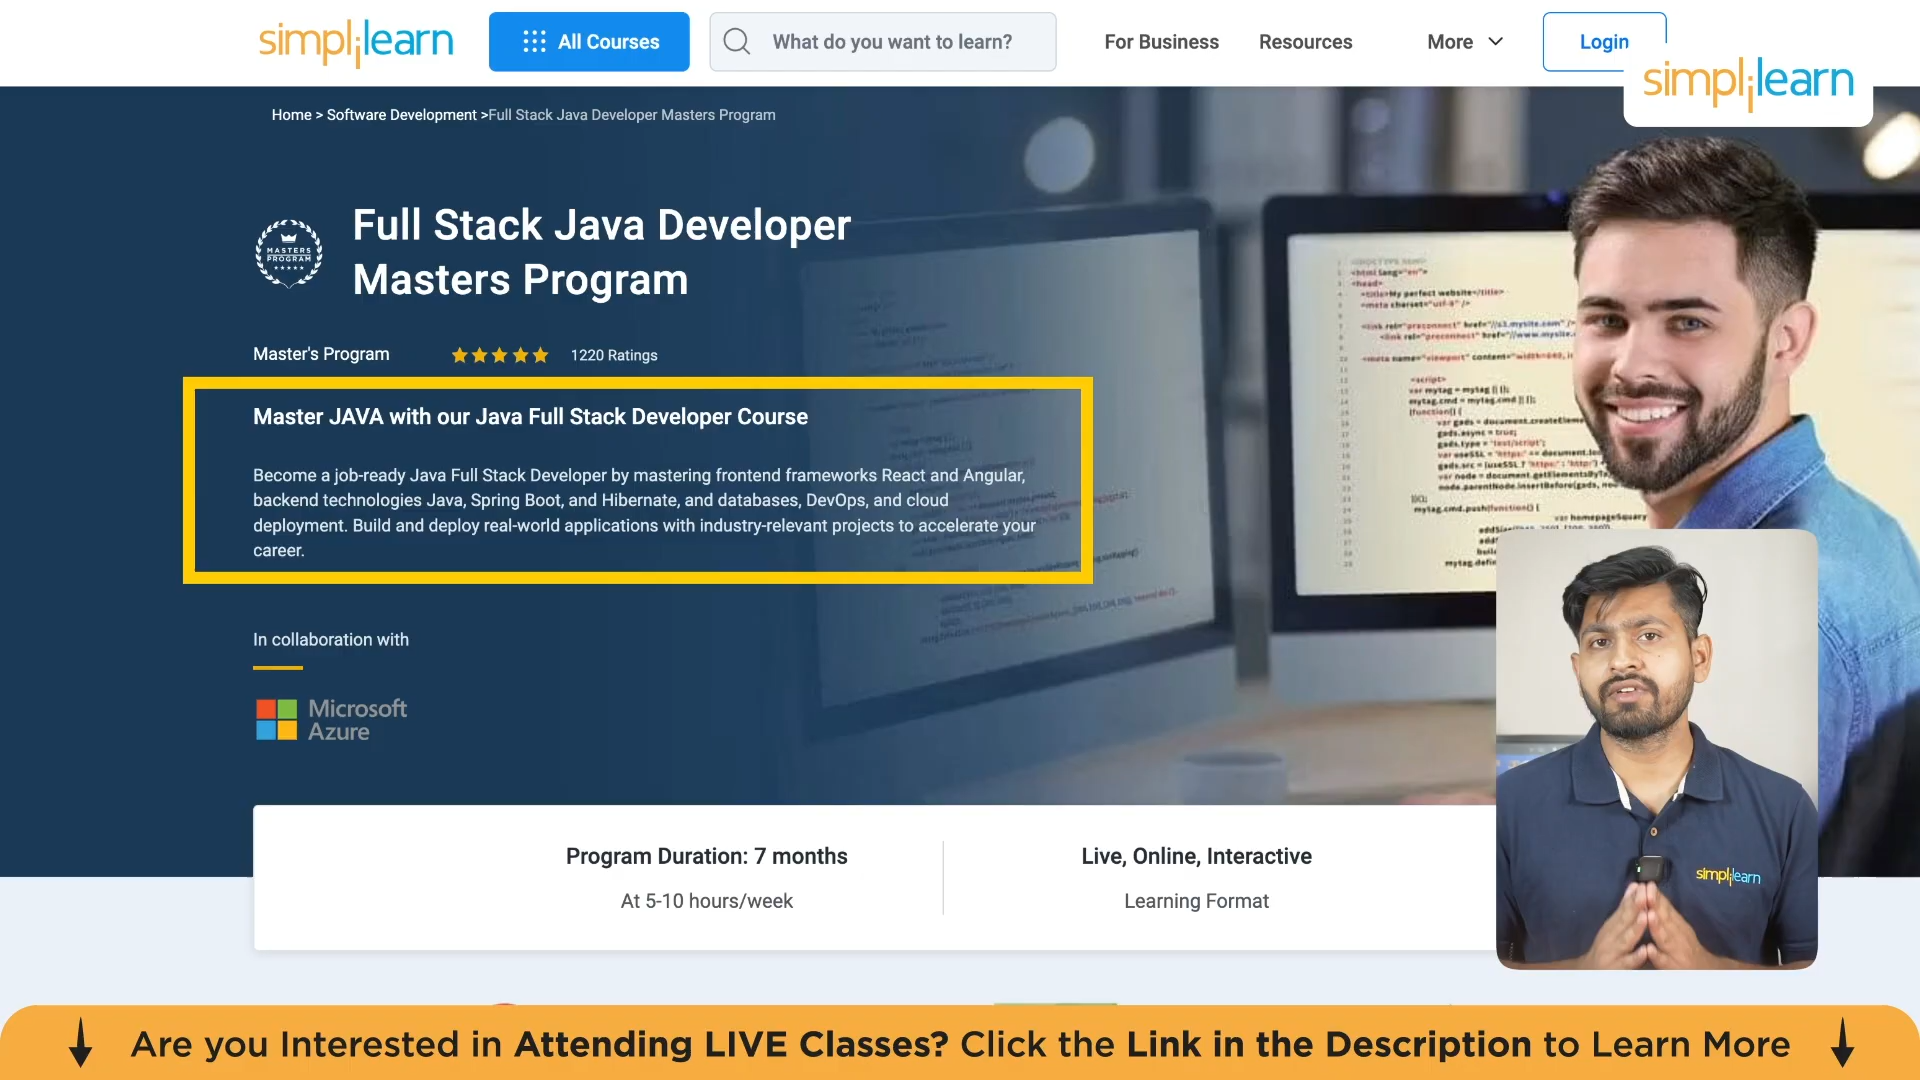 simplilearn
All Courses
What do you want to learn?
For Business
Resources
More
Login
simplilearn
Home > Software Development >Full Stack Java Developer Masters Program
MASTERS
PROGRAM
Full Stack Java Developer
Masters Program
Master's Program
1220 Ratings
Master JAVA with our Java Full Stack Developer Course
Become a job-ready Java Full Stack Developer by mastering frontend frameworks React and Angular,
backend technologies Java, Spring Boot, and Hibernate, and databases, DevOps, and cloud
deployment. Build and deploy real-world applications with industry-relevant projects to accelerate your
career.
In collaboration with
Microsoft
Azure
Program Duration: 7 months
At 5-10 hours/week
Live, Online, Interactive
Learning Format
simplilearn
Are you Interested in Attending LIVE Classes? Click the Link in the Description to Learn More